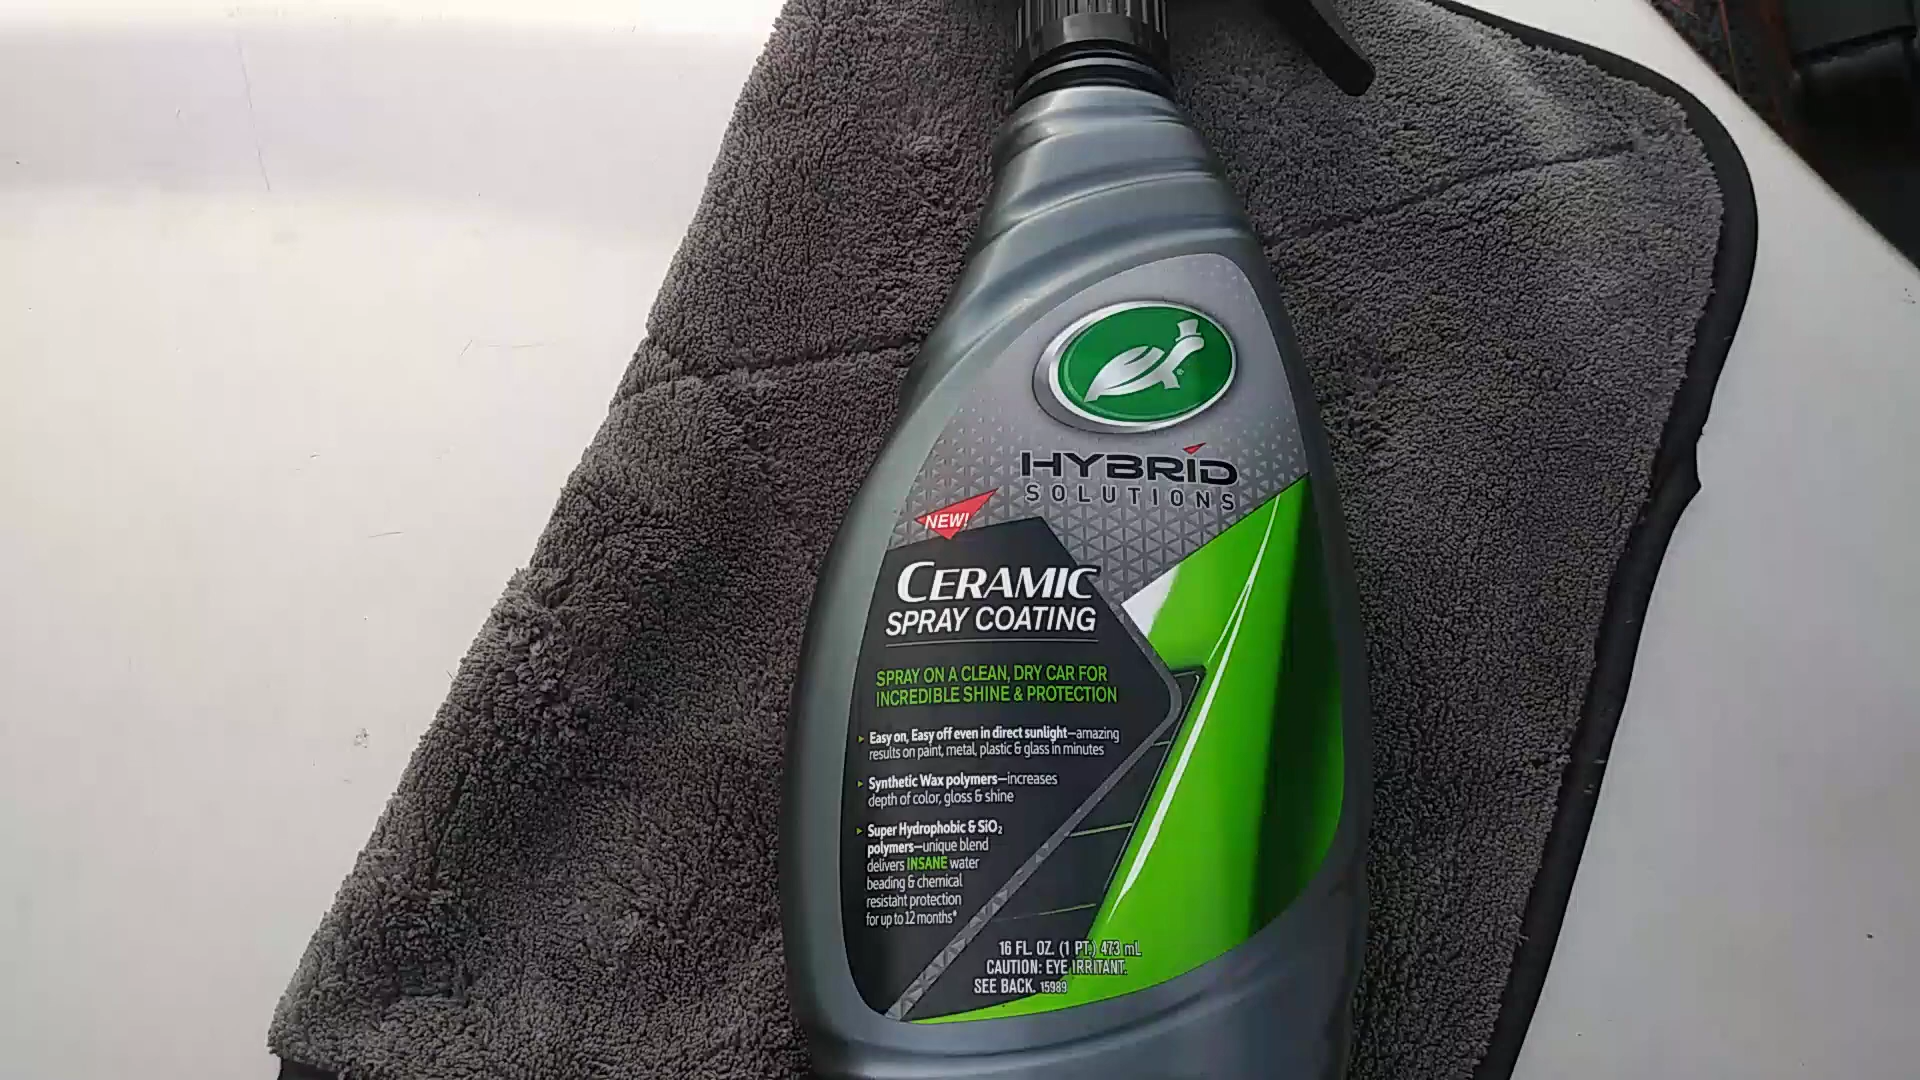 HYBRID
SOLUTIONS
NEW!
CERAMIC
SPRAY COATING
SPRAY ON A CLEAN, DRY CAR FOR
INCREDIBLE SHINE & PROTECTION
Easy on, Easy off even in direct sunlight—amazing
results on paint, metal, plastic & glass in minutes
Synthetic Wax polymers—increases
depth of color, gloss & shine
Super Hydrophobic & SiO₂
polymers—unique blend
delivers INSANE water
beading & chemical
resistant protection
for up to 12 months*
16 FL. OZ. (1 PT.) 473 mL
CAUTION: EYE IRRITANT.
SEE BACK. 15989